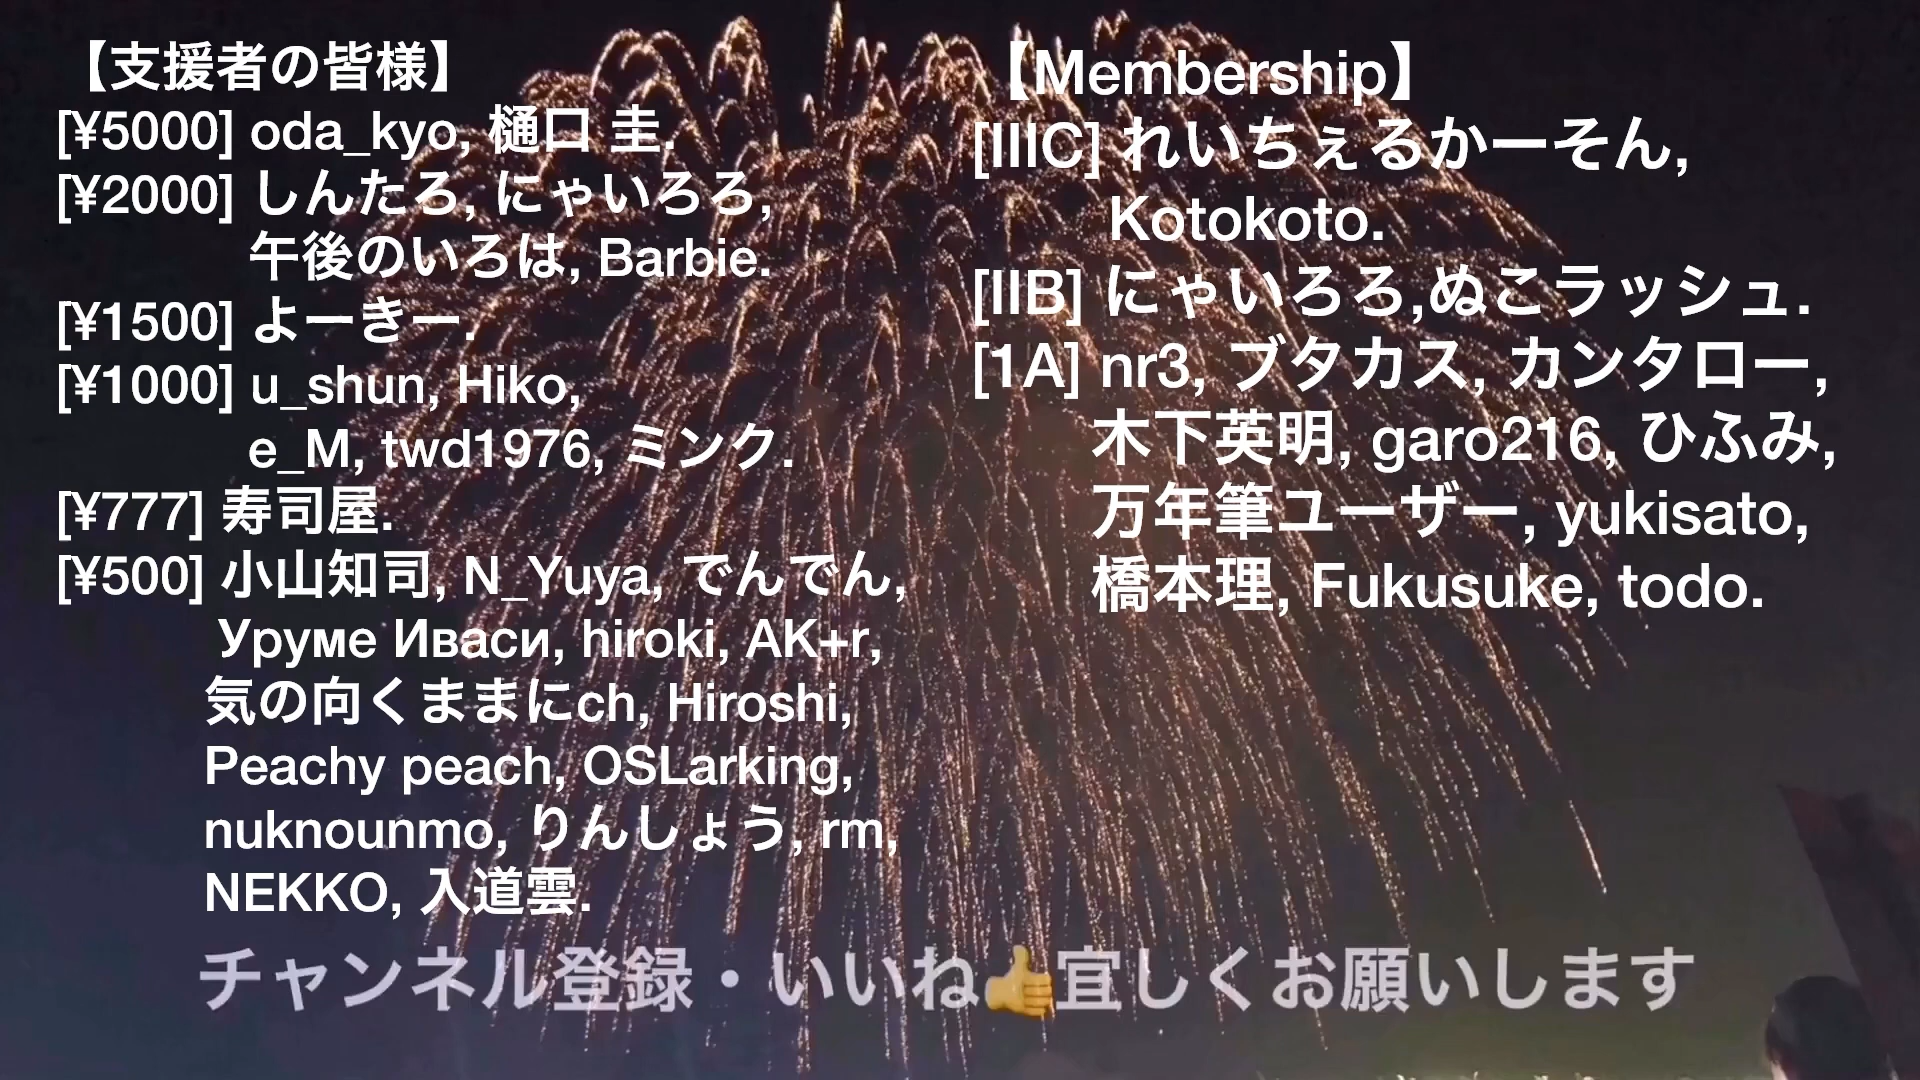 【支援者の皆様】
[¥5000] oda_kyo, 樋口 圭.
[¥2000] しんたろ, にゃいろろ,
午後のいろは, Barbie.
[¥1500] よーきー.
[¥1000] u_shun, Hiko,
e_M, twd1976, ミンク.
[¥777] 寿司屋.
[¥500] 小山知司, N_Yuya, でんでん,
Уруме Иваси, hiroki, AK+r,
気の向くままにch, Hiroshi,
Peachy peach, OSLarking,
nuknounmo, りんしょう, rm,
NEKKO, 入道雲.
【Membership】
[IIIC] れいちぇるかーそん,
Kotokoto.
[IIB] にゃいろろ,ぬこラッシュ.
[1A] nr3, ブタカス, カンタロー,
木下英明, garo216, ひふみ,
万年筆ユーザー, yukisato,
橋本理, Fukusuke, todo.
チャンネル登録・いいね👍宜しくお願いします